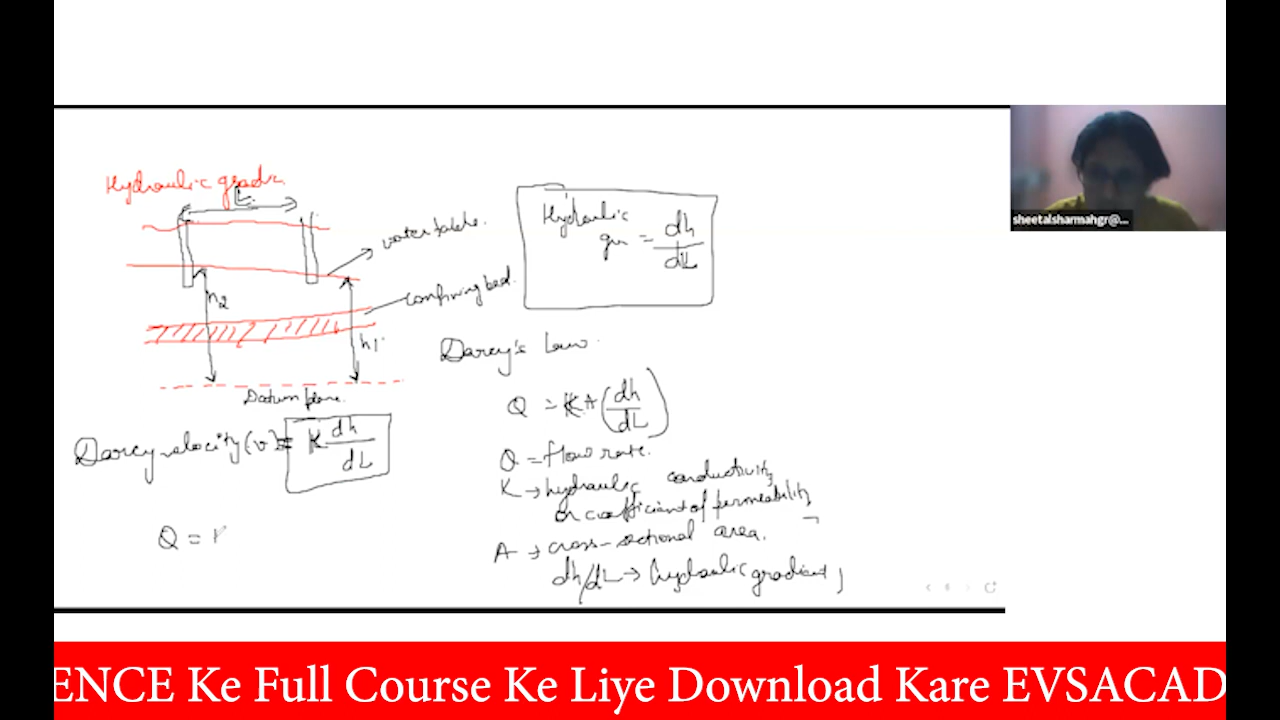 Hydraulic gradr.
L.
water table.
h2
confining bed.
h1.
Datum plane.
Darcy velocity (v) = K dh/dL
Q =
Hydraulic
gr = dh/dL
Darcy's Law.
Q = KA (dh/dL)
Q = flow rate.
K → hydraulic conductivity
or coefficient of permeability
A → cross-sectional area.
dh/dL → hydraulic gradient
sheetalsharmahgr@...
ENCE Ke Full Course Ke Liye Download Kare EVSACAD